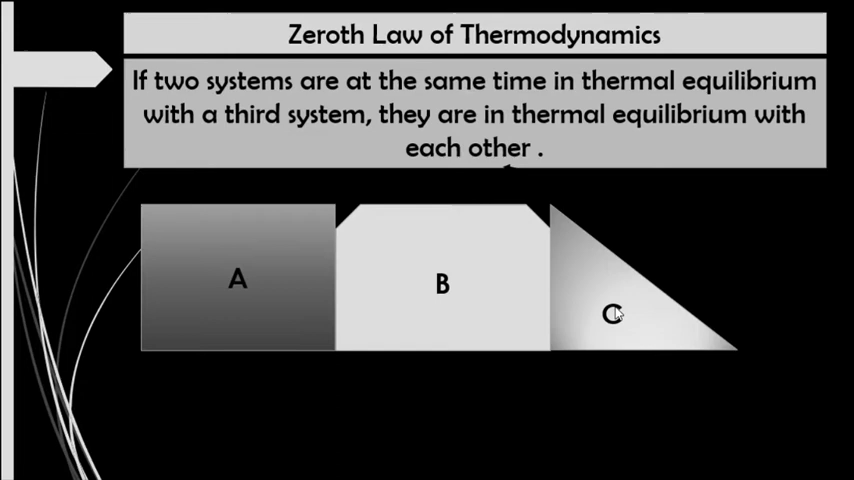 Zeroth Law of Thermodynamics
If two systems are at the same time in thermal equilibrium
with a third system, they are in thermal equilibrium with
each other .
A
B
C